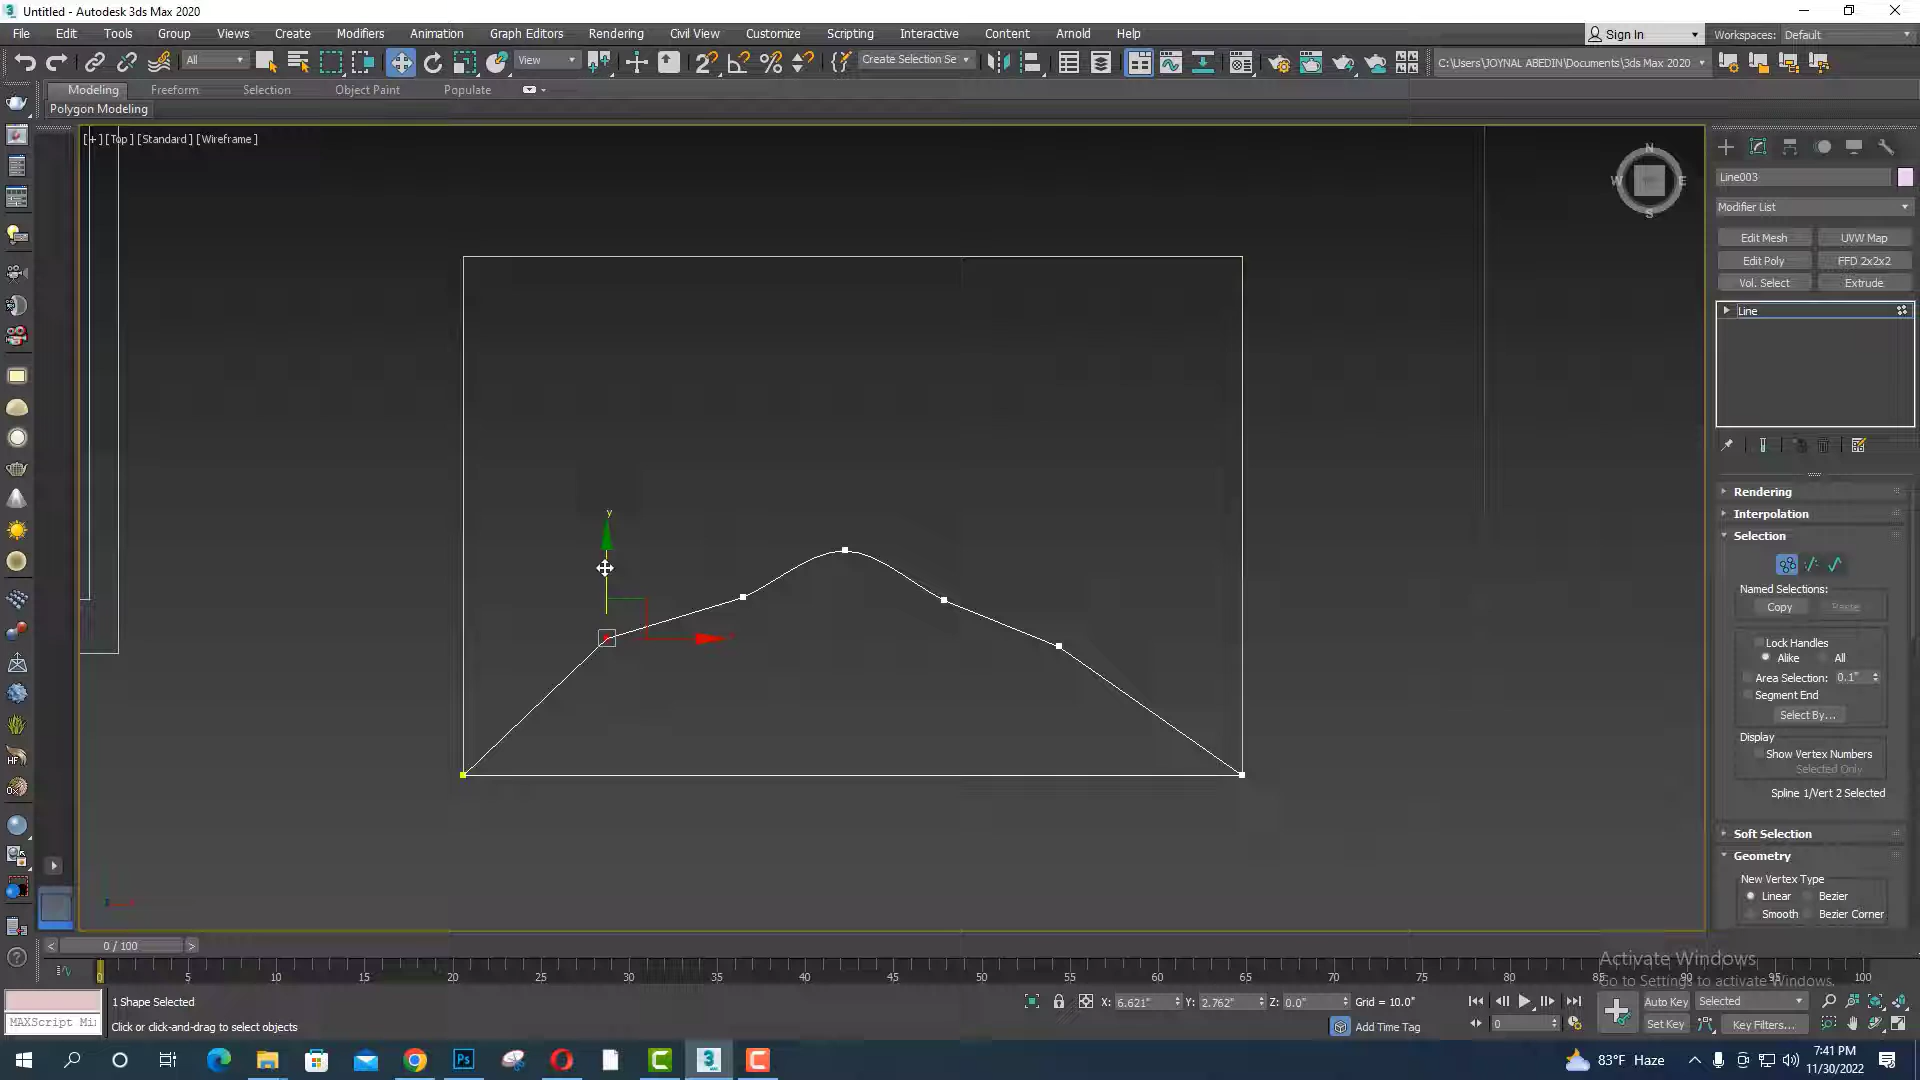 Untitled - Autodesk 3ds Max 2020
File Edit Tools Group Views Create Modifiers Animation Graph Editors Rendering Civil View Customize Scripting Interactive Content Arnold Help
Sign In
Workspaces: Default
All
View
Create Selection Se
C:\Users\JOYNAL ABEDIN\Documents\3ds Max 2020
Modeling Freeform Selection Object Paint Populate
Polygon Modeling
[+] [Top] [Standard] [Wireframe]
N
W E
S
Line003
Modifier List
Edit Mesh UVW Map
Edit Poly FFD 2x2x2
Vol. Select Extrude
Line
Rendering
Interpolation
Selection
Named Selections:
Copy Paste
Lock Handles
Alike All
Area Selection: 0.1"
Segment End
Select By...
Display
Show Vertex Numbers
Selected Only
Spline 1/Vert 2 Selected
Soft Selection
Geometry
New Vertex Type
Linear Bezier
Smooth Bezier Corner
y
HF
0 / 100
0 5 10 15 20 25 30 35 40 45 50 55 60 65 70 75 80 85 90 95 100
Activate Windows
Go to Settings to activate Windows.
1 Shape Selected
X: 6.621" Y: 2.762" Z: 0.0" Grid = 10.0"
Auto Key Selected
MAXScript Mi
Click or click-and-drag to select objects
Add Time Tag
0
Set Key Key Filters...
83°F Haze
7:41 PM
11/30/2022